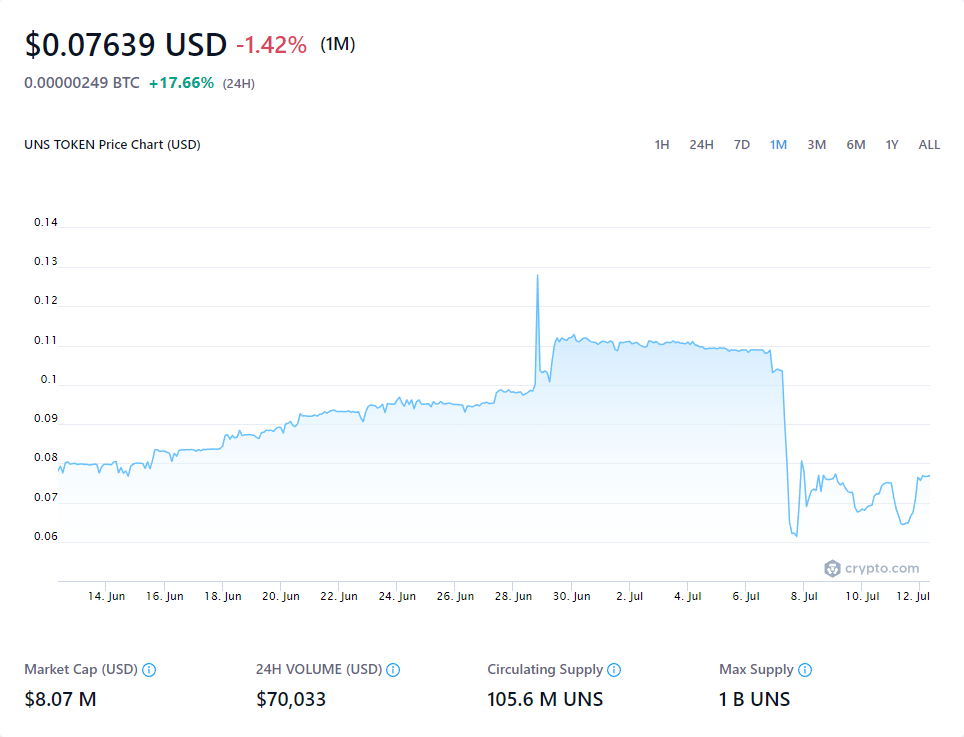 $0.07639 USD -1.42% (1M)
0.00000249 BTC +17.66% (24H)
UNS TOKEN Price Chart (USD) 1H 24H 7D 1M 3M 6M 1Y ALL
0.14
0.13
0.12
0.11
0.1
0.09
0.08
0.07
0.06
crypto.com
14. Jun 16. Jun 18. Jun 20. Jun 22. Jun 24. Jun 26. Jun 28. Jun 30. Jun 2. Jul 4. Jul 6. Jul 8. Jul 10. Jul 12. Jul
Market Cap (USD) 24H VOLUME (USD) Circulating Supply Max Supply
$8.07 M $70,033 105.6 M UNS 1 B UNS